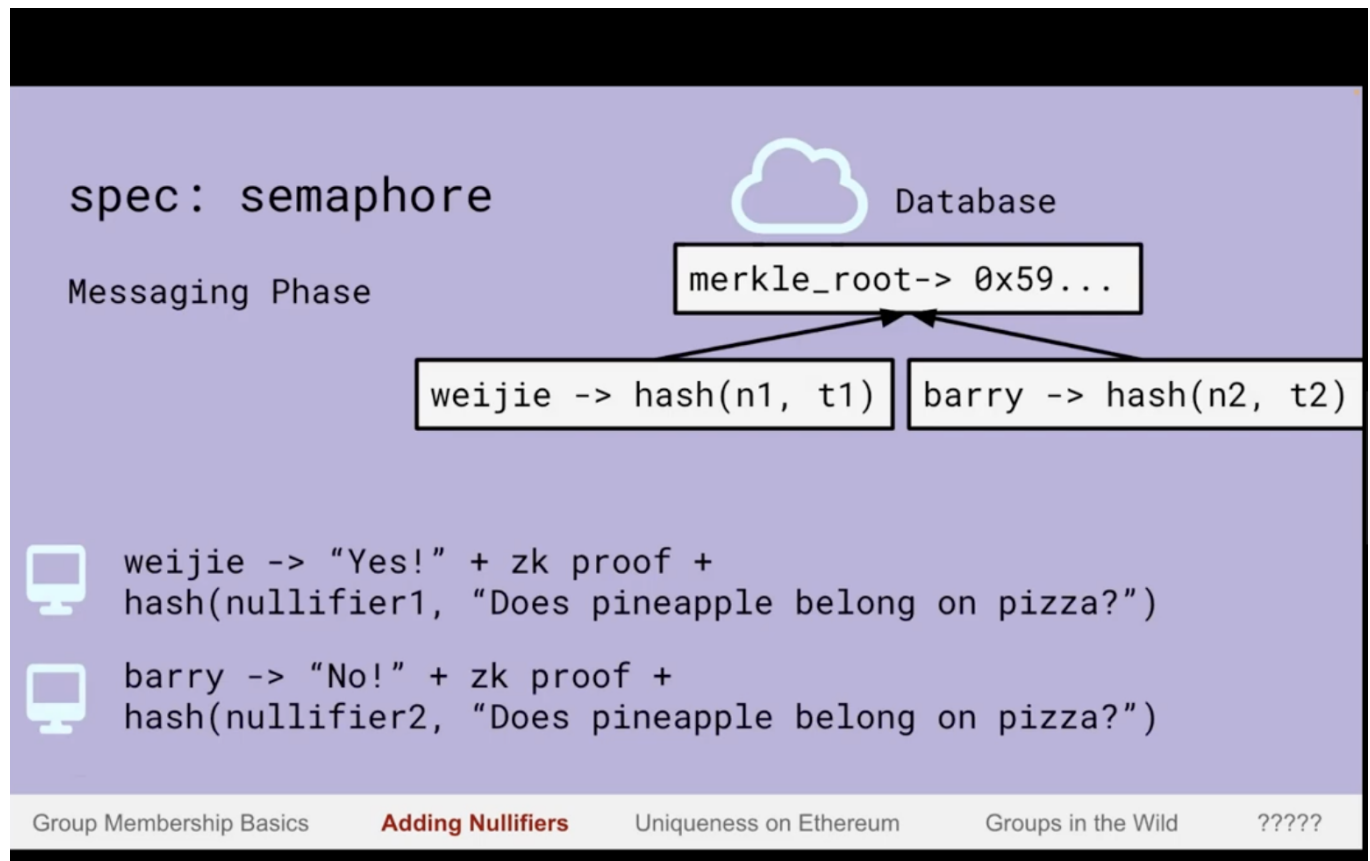 spec: semaphore
Database
Messaging Phase
merkle_root-> 0x59...
weijie -> hash(n1, t1)
barry -> hash(n2, t2)
weijie -> “Yes!” + zk proof +
hash(nullifier1, “Does pineapple belong on pizza?”)
barry -> “No!” + zk proof +
hash(nullifier2, “Does pineapple belong on pizza?”)
Group Membership Basics
Adding Nullifiers
Uniqueness on Ethereum
Groups in the Wild
?????